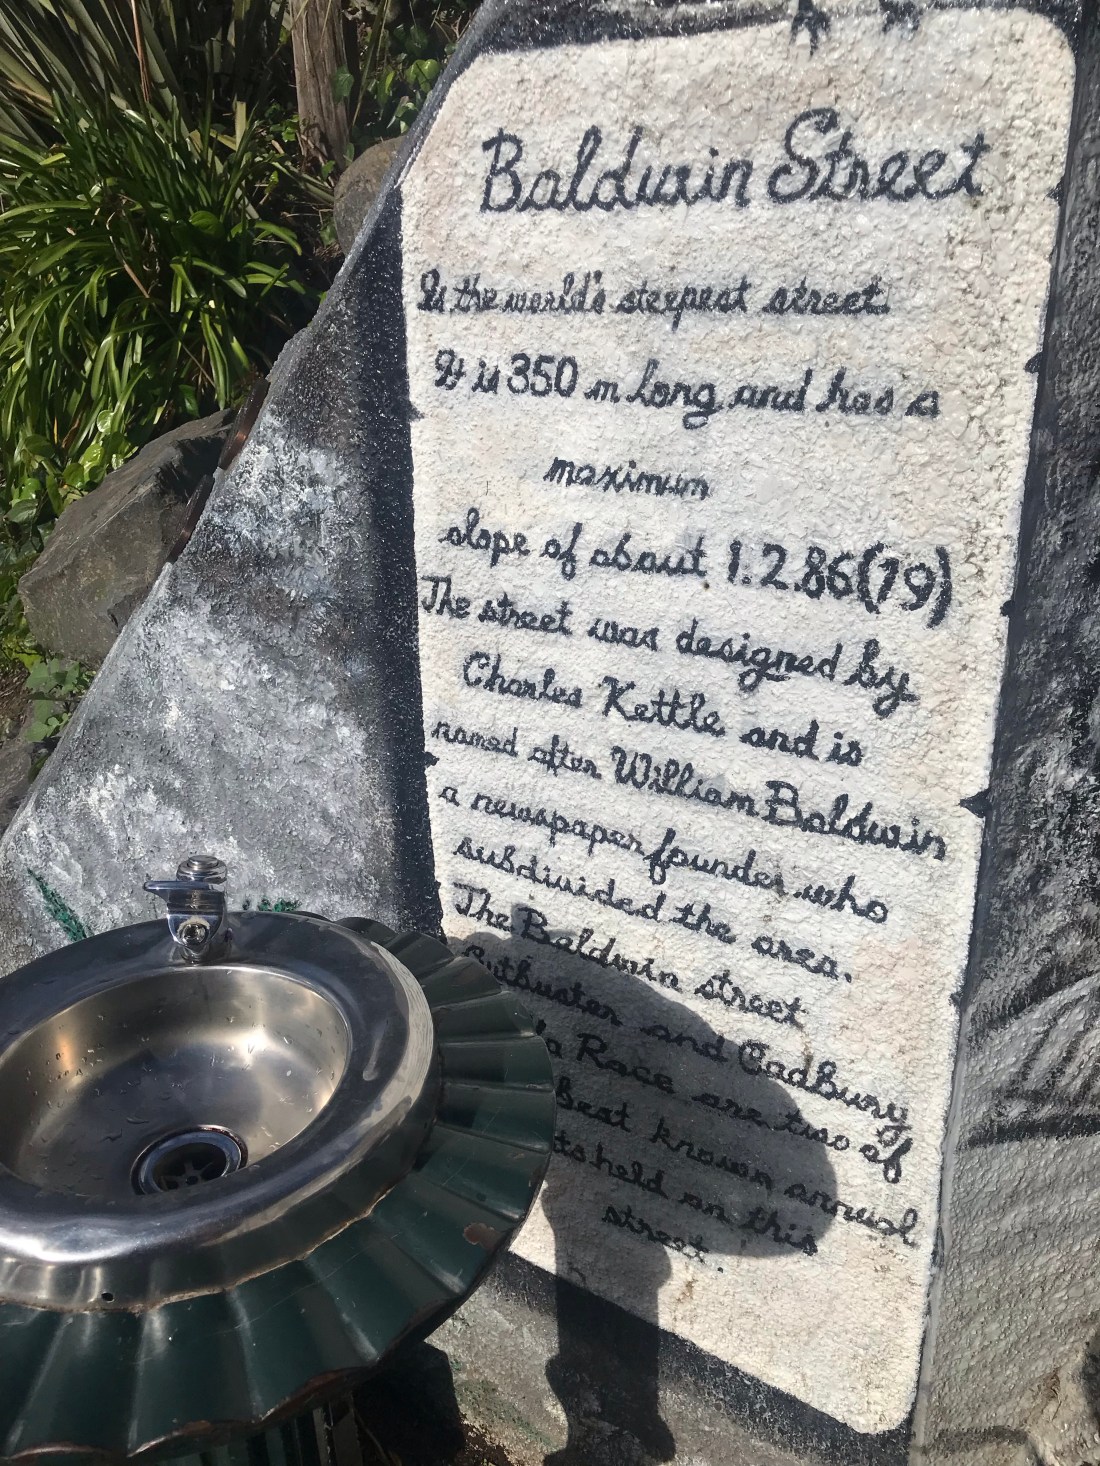 Baldwin Street
Is the world's steepest street.
It is 350 m long and has a
maximum
slope of about 1.2.86(19)
The street was designed by
Charles Kettle and is
named after William Baldwin
a newspaper founder who
subdivided the area.
The Baldwin street
Gutbuster and Cadbury
Race are two of
best known annual
held on this
street.